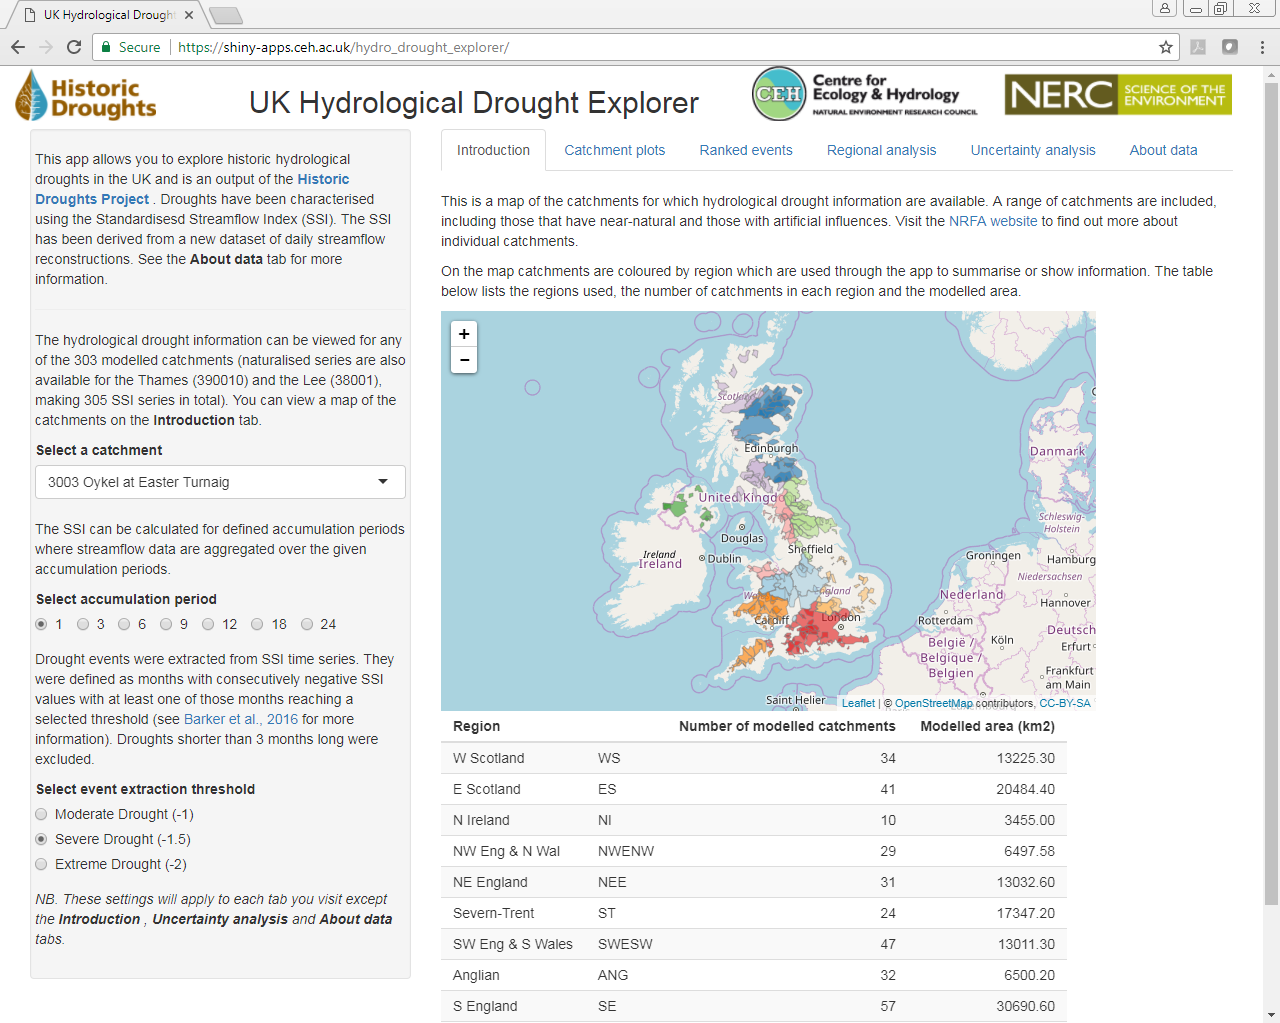 UK Hydrological Drough
Secure https://shiny-apps.ceh.ac.uk/hydro_drought_explorer/
Historic
Droughts
UK Hydrological Drought Explorer
CEH
Centre for
Ecology & Hydrology
NATURAL ENVIRONMENT RESEARCH COUNCIL
NERC
SCIENCE OF THE
ENVIRONMENT
This app allows you to explore historic hydrological
droughts in the UK and is an output of the Historic
Droughts Project . Droughts have been characterised
using the Standardisesd Streamflow Index (SSI). The SSI
has been derived from a new dataset of daily streamflow
reconstructions. See the About data tab for more
information.
The hydrological drought information can be viewed for any
of the 303 modelled catchments (naturalised series are also
available for the Thames (390010) and the Lee (38001),
making 305 SSI series in total). You can view a map of the
catchments on the Introduction tab.
Select a catchment
3003 Oykel at Easter Turnaig
The SSI can be calculated for defined accumulation periods
where streamflow data are aggregated over the given
accumulation periods.
Select accumulation period
1 3 6 9 12 18 24
Drought events were extracted from SSI time series. They
were defined as months with consecutively negative SSI
values with at least one of those months reaching a
selected threshold (see Barker et al., 2016 for more
information). Droughts shorter than 3 months long were
excluded.
Select event extraction threshold
Moderate Drought (-1)
Severe Drought (-1.5)
Extreme Drought (-2)
NB. These settings will apply to each tab you visit except
the Introduction , Uncertainty analysis and About data
tabs.
Introduction Catchment plots Ranked events Regional analysis Uncertainty analysis About data
This is a map of the catchments for which hydrological drought information are available. A range of catchments are included,
including those that have near-natural and those with artificial influences. Visit the NRFA website to find out more about
individual catchments.
On the map catchments are coloured by region which are used through the app to summarise or show information. The table
below lists the regions used, the number of catchments in each region and the modelled area.
+
−
Scotland
Edinburgh
United Kingdo
Douglas
Ireland
Ireland
Dublin
Sheffield
Cardiff
London
Danmark
Schleswig-
Holstein
Groningen
Hamburg
Niedersachsen
Nederland
Hannover
Rotterdam
België /
Belgique /
Belgien
Köln
Deutsch
Erfurt
Frankfurt
am Main
Saint Helier
Leaflet | © OpenStreetMap contributors, CC-BY-SA
Region Number of modelled catchments Modelled area (km2)
W Scotland WS 34 13225.30
E Scotland ES 41 20484.40
N Ireland NI 10 3455.00
NW Eng & N Wal NWENW 29 6497.58
NE England NEE 31 13032.60
Severn-Trent ST 24 17347.20
SW Eng & S Wales SWESW 47 13011.30
Anglian ANG 32 6500.20
S England SE 57 30690.60